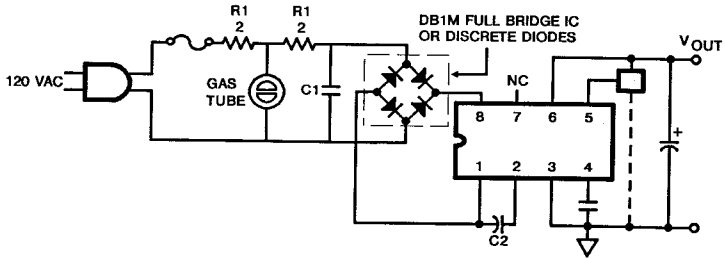 R1
2
R1
2
DB1M FULL BRIDGE IC
OR DISCRETE DIODES
VOUT
120 VAC
GAS
TUBE
C1
NC
8 7 6 5
1 2 3 4
+
C2